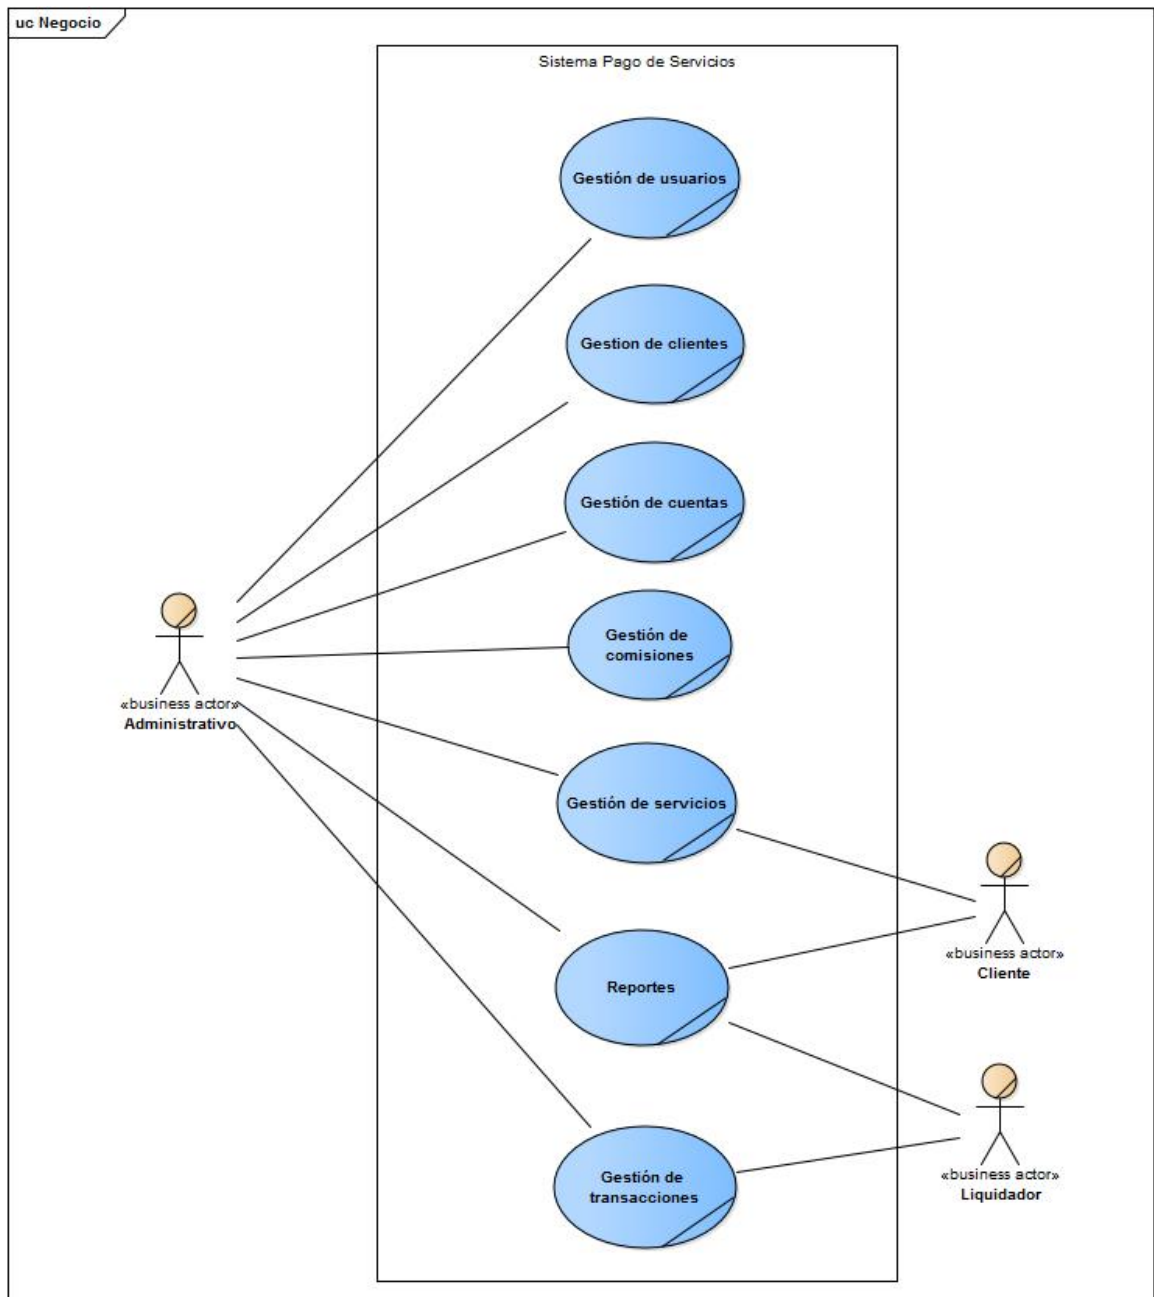 uc Negocio
Sistema Pago de Servicios
Gestión de usuarios
Gestion de clientes
Gestión de cuentas
Gestión de
comisiones
«business actor»
Administrativo
Gestión de servicios
«business actor»
Cliente
Reportes
Gestión de
transacciones
«business actor»
Liquidador